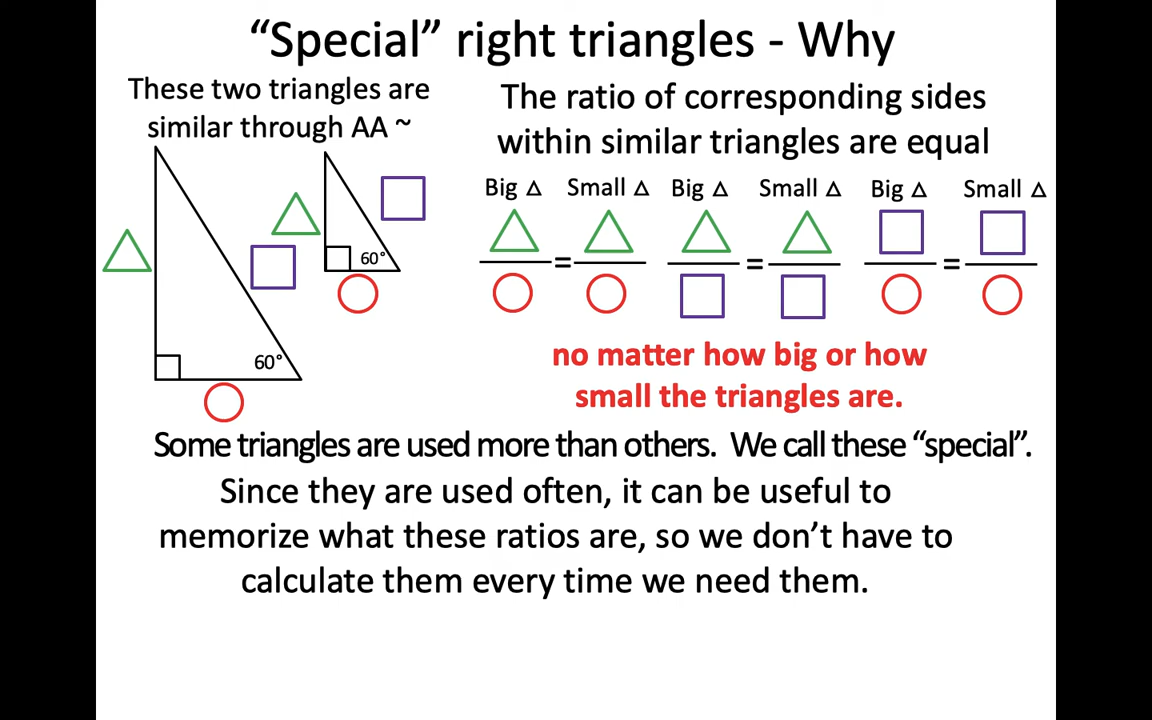 “Special” right triangles - Why
These two triangles are
similar through AA ~
60°
60°
The ratio of corresponding sides
within similar triangles are equal
Big Δ Small Δ Big Δ Small Δ Big Δ Small Δ
= = =
no matter how big or how
small the triangles are.
Some triangles are used more than others. We call these “special”.
Since they are used often, it can be useful to
memorize what these ratios are, so we don’t have to
calculate them every time we need them.